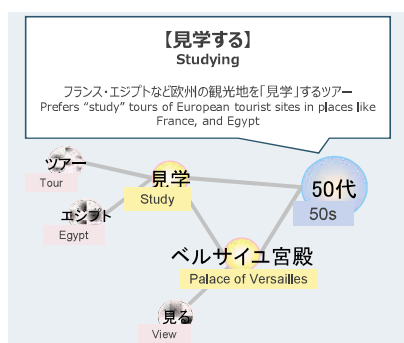 【見学する】
Studying
フランス・エジプトなど欧州の観光地を「見学」するツアー
Prefers “study” tours of European tourist sites in places like
France, and Egypt
ツアー
Tour
見学
Study
50代
50s
エジプト
Egypt
ベルサイユ宮殿
Palace of Versailles
見る
View